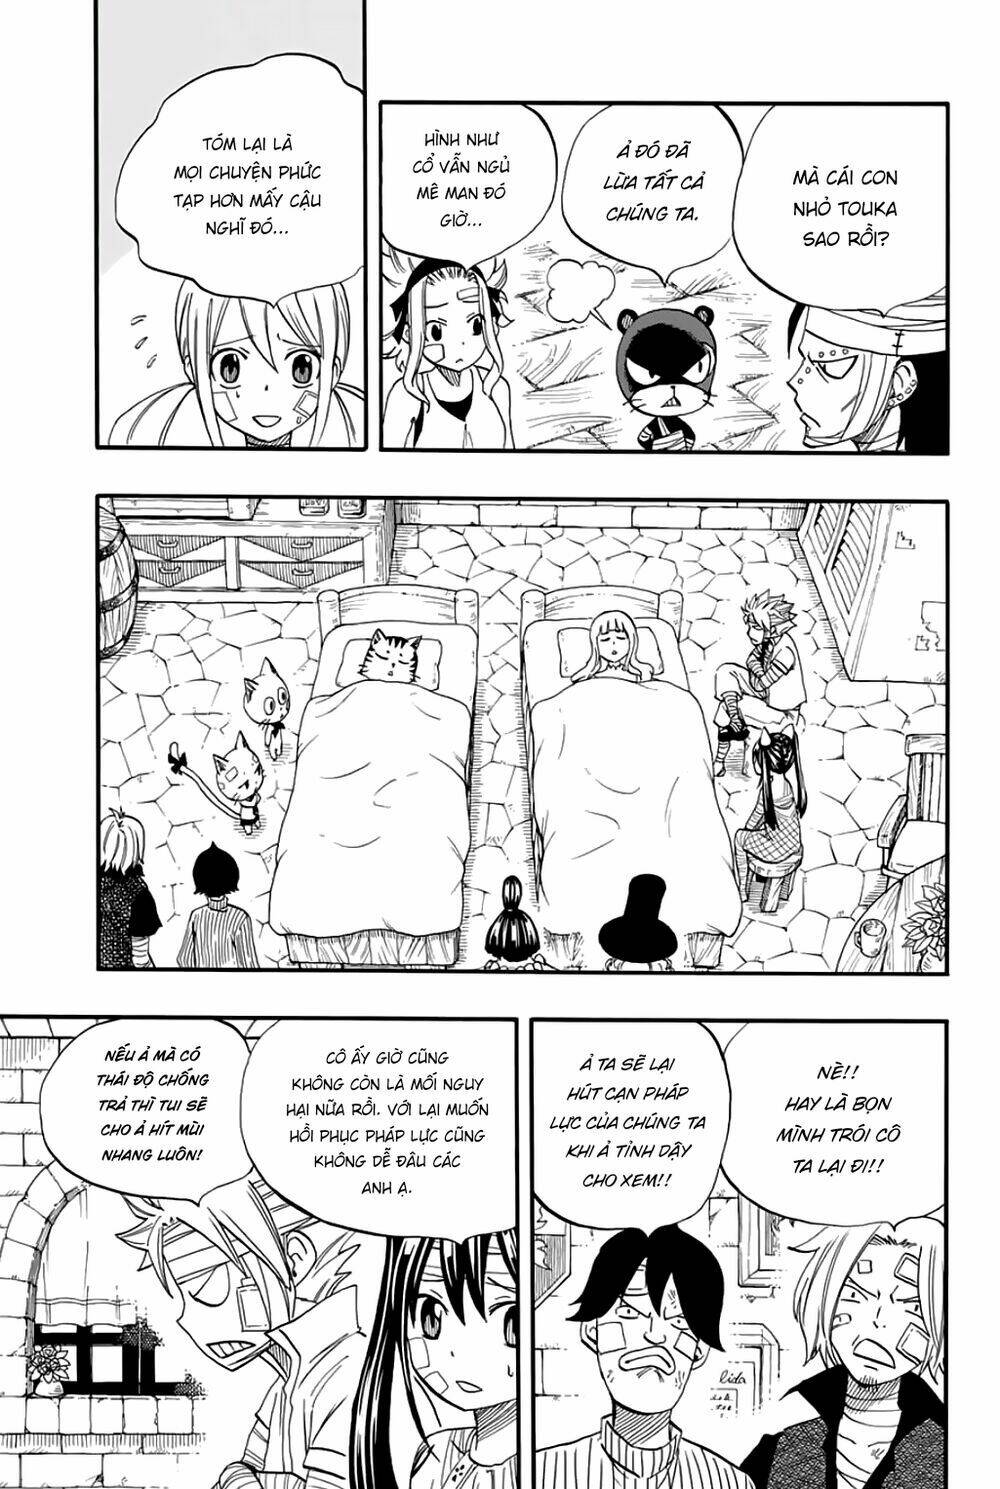 MÀ CÁI CON
NHỎ TOUKA
SAO RỒI?
Ả ĐÓ ĐÃ
LỪA TẤT CẢ
CHÚNG TA.
HÌNH NHƯ
CỔ VẪN NGỦ
MÊ MAN ĐÓ
GIỜ...
TÓM LẠI LÀ
MỌI CHUYỆN PHỨC
TẠP HƠN MẤY CẬU
NGHĨ ĐÓ...
NÈ!!
HAY LÀ BỌN
MÌNH TRÓI CÔ
TA LẠI ĐI!!
Ả TA SẼ LẠI
HÚT CẠN PHÁP
LỰC CỦA CHÚNG TA
KHI Ả TỈNH DẬY
CHO XEM!!
CÔ ẤY GIỜ CŨNG
KHÔNG CÒN LÀ MỐI NGUY
HẠI NỮA RỒI. VỚI LẠI MUỐN
HỒI PHỤC PHÁP LỰC CŨNG
KHÔNG DỄ ĐÂU CÁC
ANH Ạ.
NẾU Ả MÀ CÓ
THÁI ĐỘ CHỐNG
TRẢ THÌ TUI SẼ
CHO Ả HÍT MÙI
NHANG LUÔN!